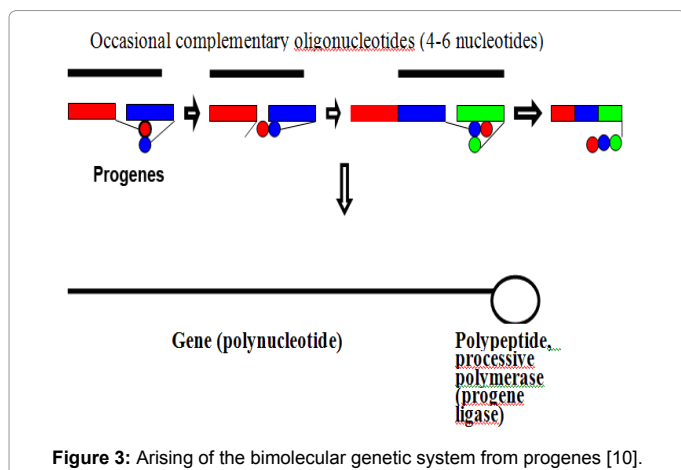 Occasional complementary oligonucleotides (4-6 nucleotides)
Progenes
Gene (polynucleotide)
Polypeptide,
processive
polymerase
(progene
ligase)
Figure 3: Arising of the bimolecular genetic system from progenes [10].